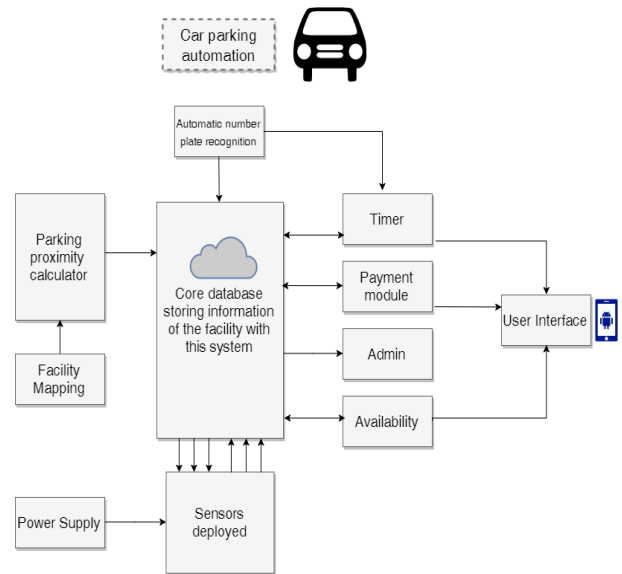 Car parking
automation
Automatic number
plate recognition
Parking
proximity
calculator
Core database
storing information
of the facility with
this system
Timer
Payment
module
User Interface
Admin
Facility
Mapping
Availability
Power Supply
Sensors
deployed